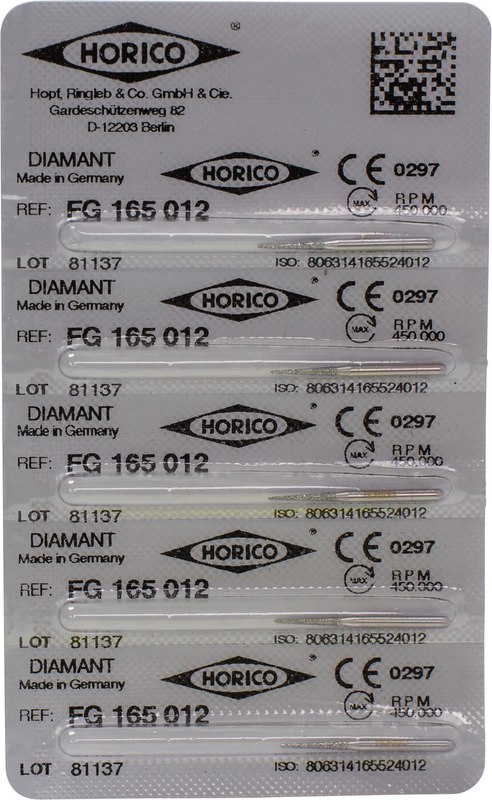 HORICO ®
Hopf, Ringleb & Co. GmbH & Cie.
Gardeschützenweg 82
D-12203 Berlin
DIAMANT HORICO ® CE 0297
Made in Germany
MAX RPM
REF: FG 165 012 450.000
LOT 81137 ISO: 806314165524012
DIAMANT HORICO ® CE 0297
Made in Germany
MAX RPM
REF: FG 165 012 450.000
LOT 81137 ISO: 806314165524012
DIAMANT HORICO ® CE 0297
Made in Germany
MAX RPM
REF: FG 165 012 450.000
LOT 81137 ISO: 806314165524012
DIAMANT HORICO ® CE 0297
Made in Germany
MAX RPM
REF: FG 165 012 450.000
LOT 81137 ISO: 806314165524012
DIAMANT HORICO ® CE 0297
Made in Germany
MAX RPM
REF: FG 165 012 450.000
LOT 81137 ISO: 806314165524012